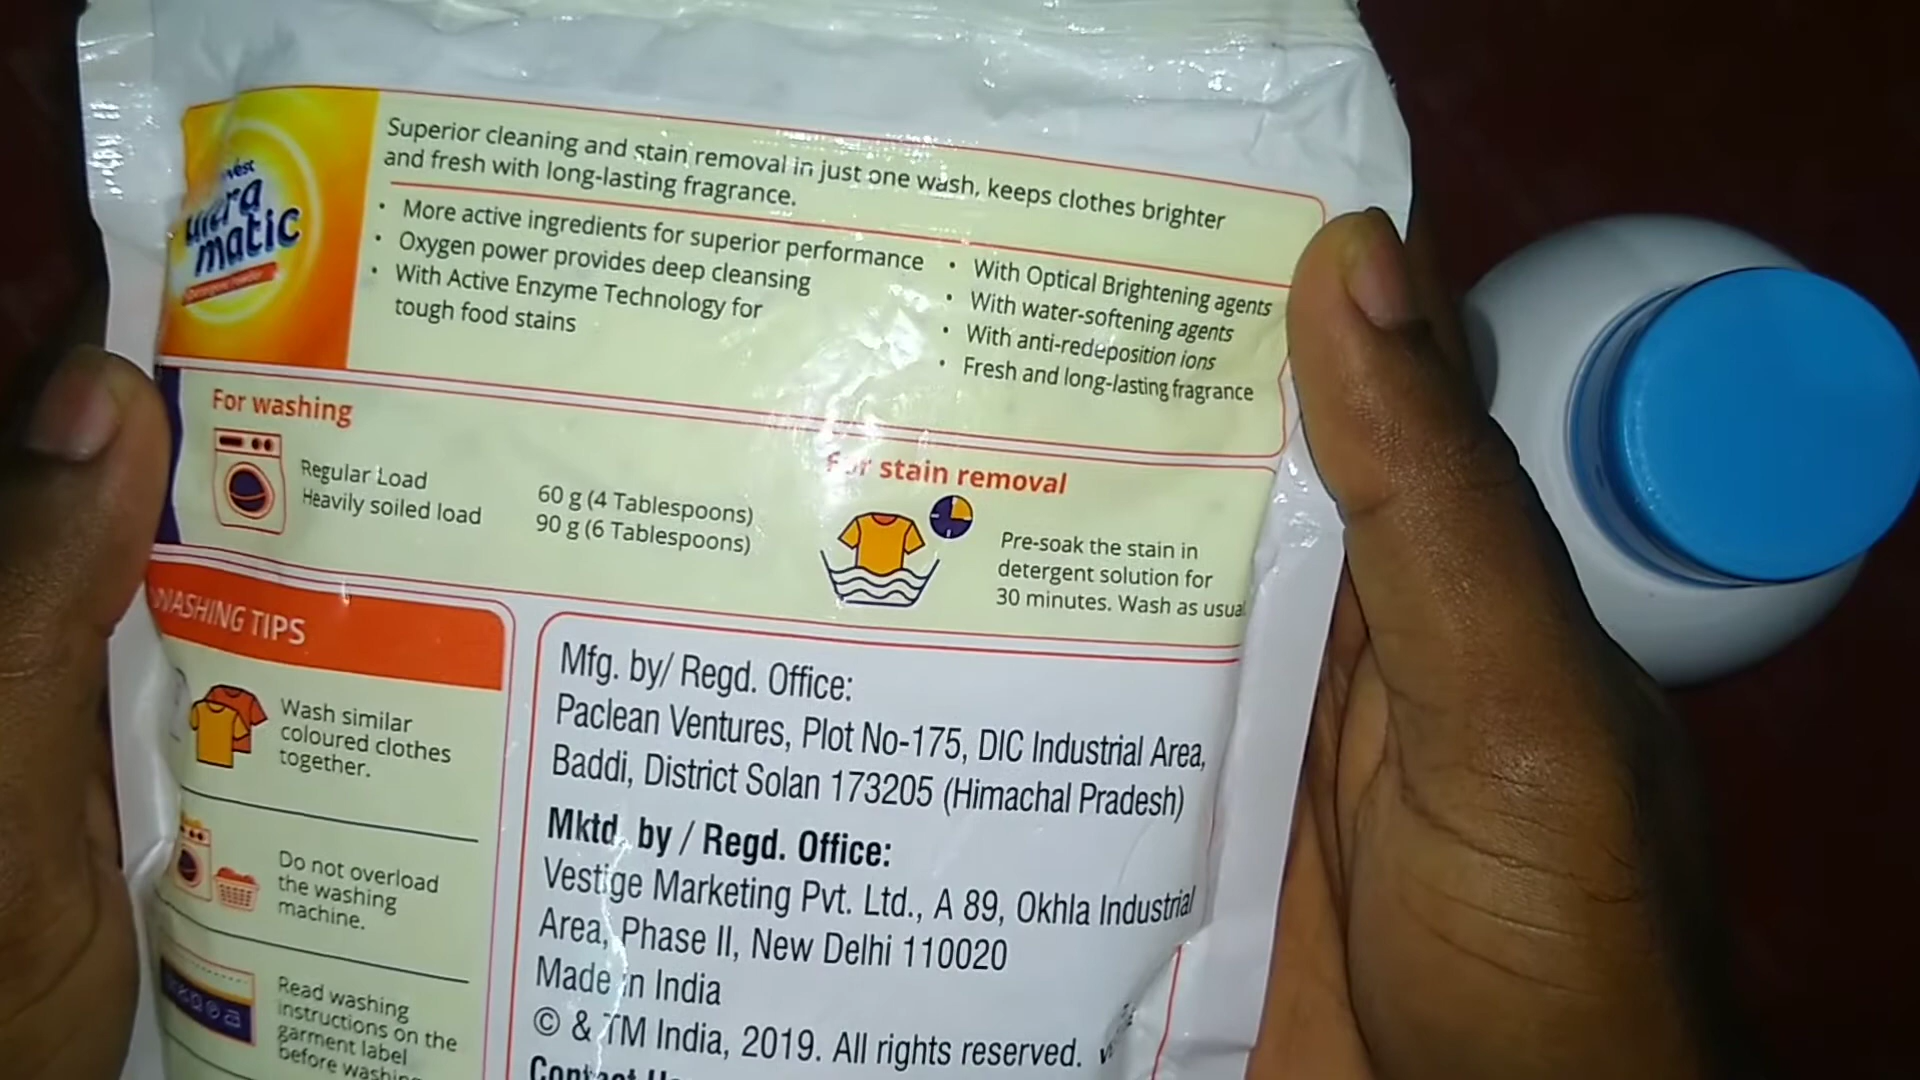 ultra
matic
Superior cleaning and stain removal in just one wash, keeps clothes brighter
and fresh with long-lasting fragrance.
• More active ingredients for superior performance
• Oxygen power provides deep cleansing
• With Active Enzyme Technology for
tough food stains
• With Optical Brightening agents
• With water-softening agents
• With anti-redeposition ions
• Fresh and long-lasting fragrance
For washing
Regular Load 60 g (4 Tablespoons)
Heavily soiled load 90 g (6 Tablespoons)
For stain removal
Pre-soak the stain in
detergent solution for
30 minutes. Wash as usual
WASHING TIPS
Wash similar
coloured clothes
together.
Do not overload
the washing
machine.
Read washing
instructions on the
garment label
before washing
Mfg. by/ Regd. Office:
Paclean Ventures, Plot No-175, DIC Industrial Area,
Baddi, District Solan 173205 (Himachal Pradesh)
Mktd. by / Regd. Office:
Vestige Marketing Pvt. Ltd., A 89, Okhla Industrial
Area, Phase II, New Delhi 110020
Made in India
© & TM India, 2019. All rights reserved.
Contact Us